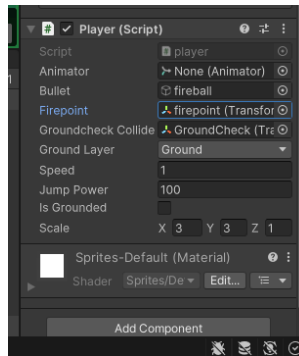 Player (Script)
Script player
Animator None (Animator)
Bullet fireball
Firepoint firepoint (Transfor
Groundcheck Collide GroundCheck (Tra
Ground Layer Ground
Speed 1
Jump Power 100
Is Grounded
Scale X 3 Y 3 Z 1
Sprites-Default (Material)
Shader Sprites/De Edit...
Add Component